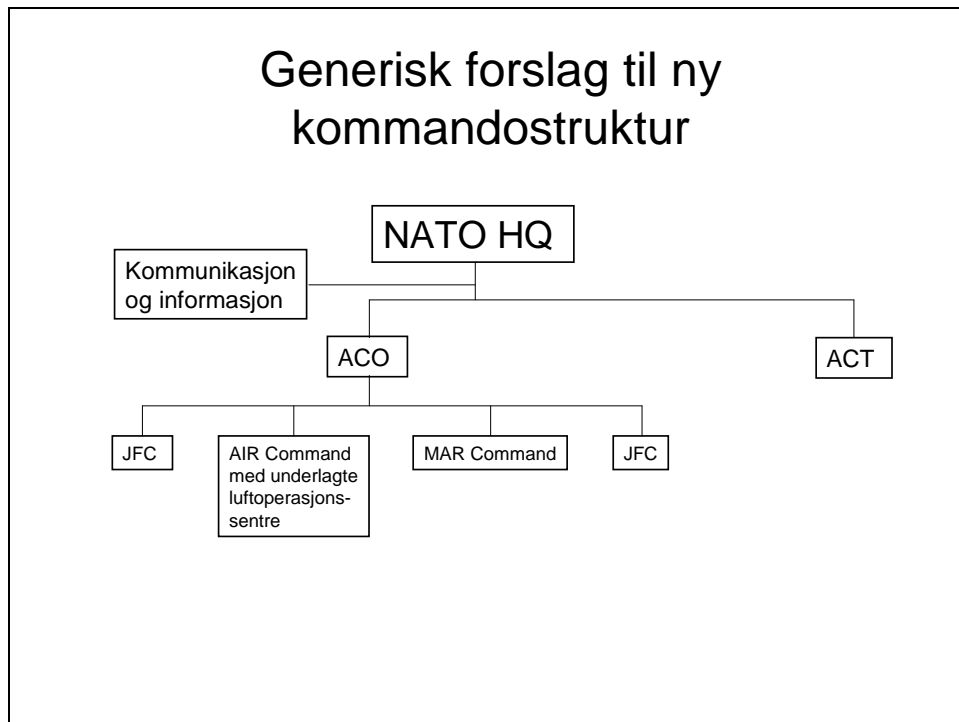 Generisk forslag til ny
kommandostruktur
NATO HQ
Kommunikasjon
og informasjon
ACO
ACT
JFC
AIR Command
med underlagte
luftoperasjons-
sentre
MAR Command
JFC